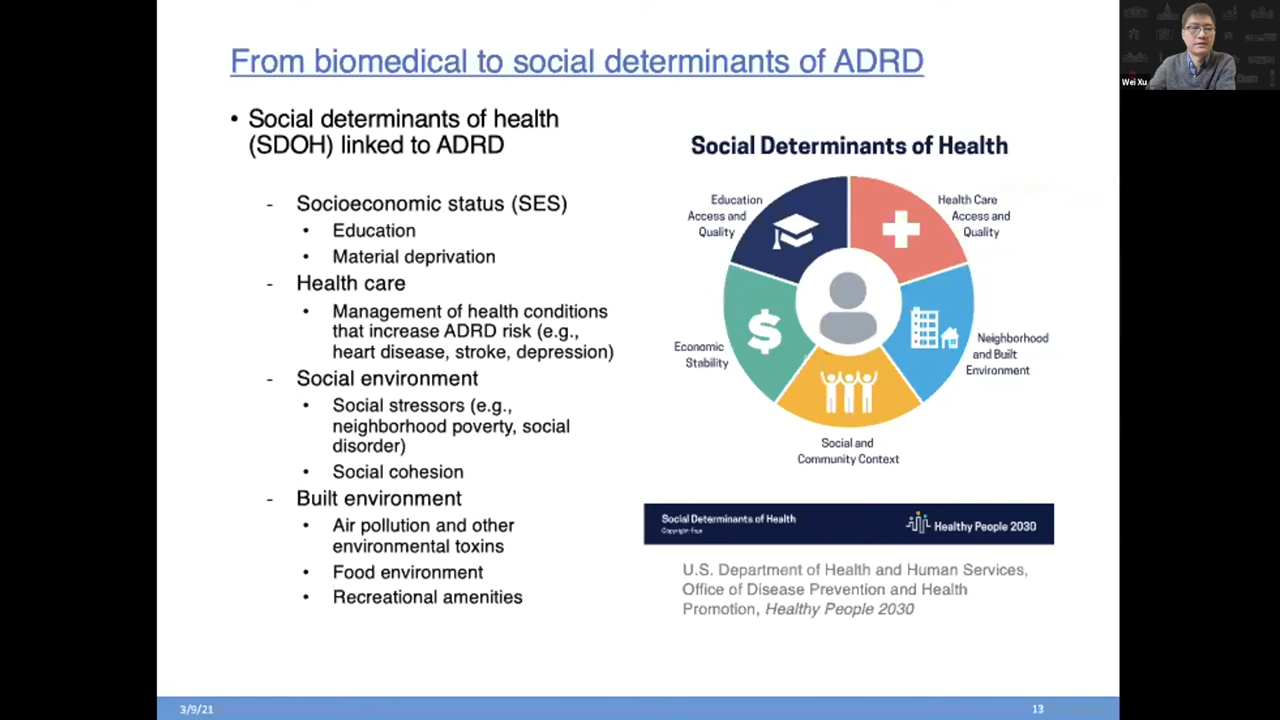 From biomedical to social determinants of ADRD
• Social determinants of health
(SDOH) linked to ADRD
- Socioeconomic status (SES)
• Education
• Material deprivation
- Health care
• Management of health conditions
that increase ADRD risk (e.g.,
heart disease, stroke, depression)
- Social environment
• Social stressors (e.g.,
neighborhood poverty, social
disorder)
• Social cohesion
- Built environment
• Air pollution and other
environmental toxins
• Food environment
• Recreational amenities
Social Determinants of Health
Education
Access and
Quality
Health Care
Access and
Quality
Economic
Stability
$
Neighborhood
and Built
Environment
Social and
Community Context
Social Determinants of Health
Copyright-free
Healthy People 2030
U.S. Department of Health and Human Services,
Office of Disease Prevention and Health
Promotion, Healthy People 2030
3/9/21
13
Wei Xu